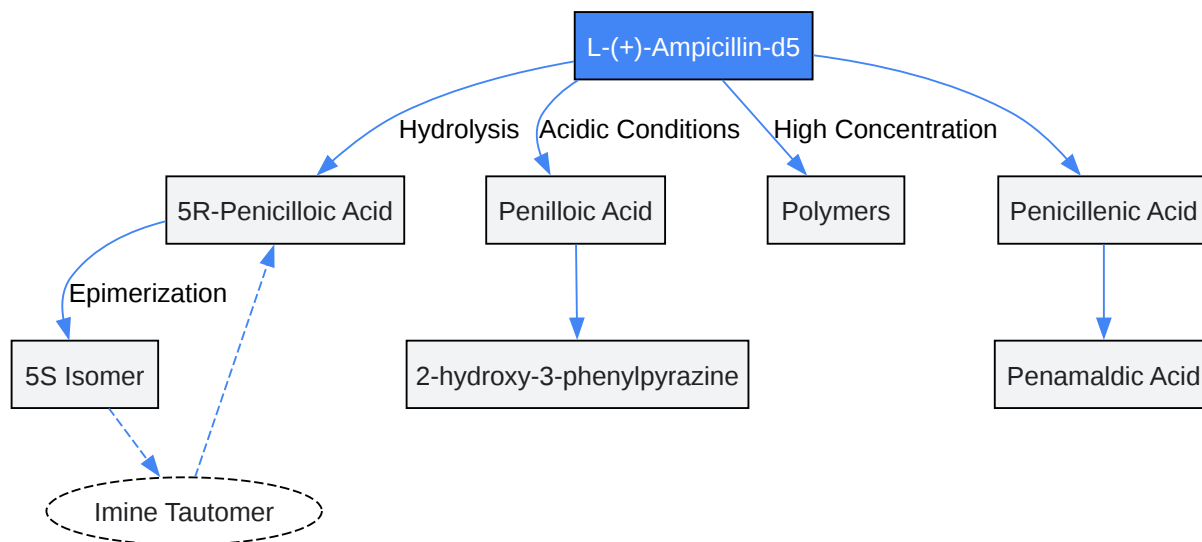 L-(+)-Ampicillin-d5
Hydrolysis
Acidic Conditions
High Concentration
5R-Penicilloic Acid
Penilloic Acid
Polymers
Penicillenic Acid
Epimerization
5S Isomer
2-hydroxy-3-phenylpyrazine
Penamaldic Acid
Imine Tautomer